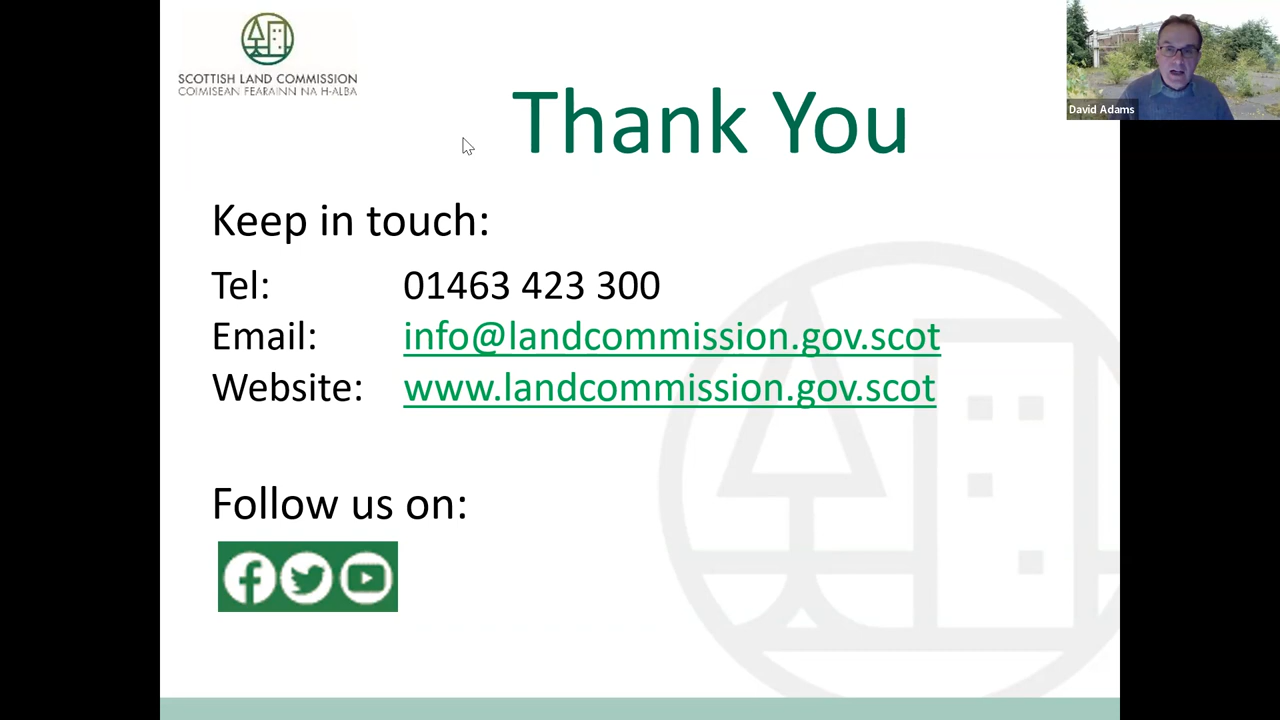 SCOTTISH LAND COMMISSION
COIMISEAN FEARAINN NA H-ALBA
Thank You
David Adams
Keep in touch:
Tel: 01463 423 300
Email: info@landcommission.gov.scot
Website: www.landcommission.gov.scot
Follow us on: